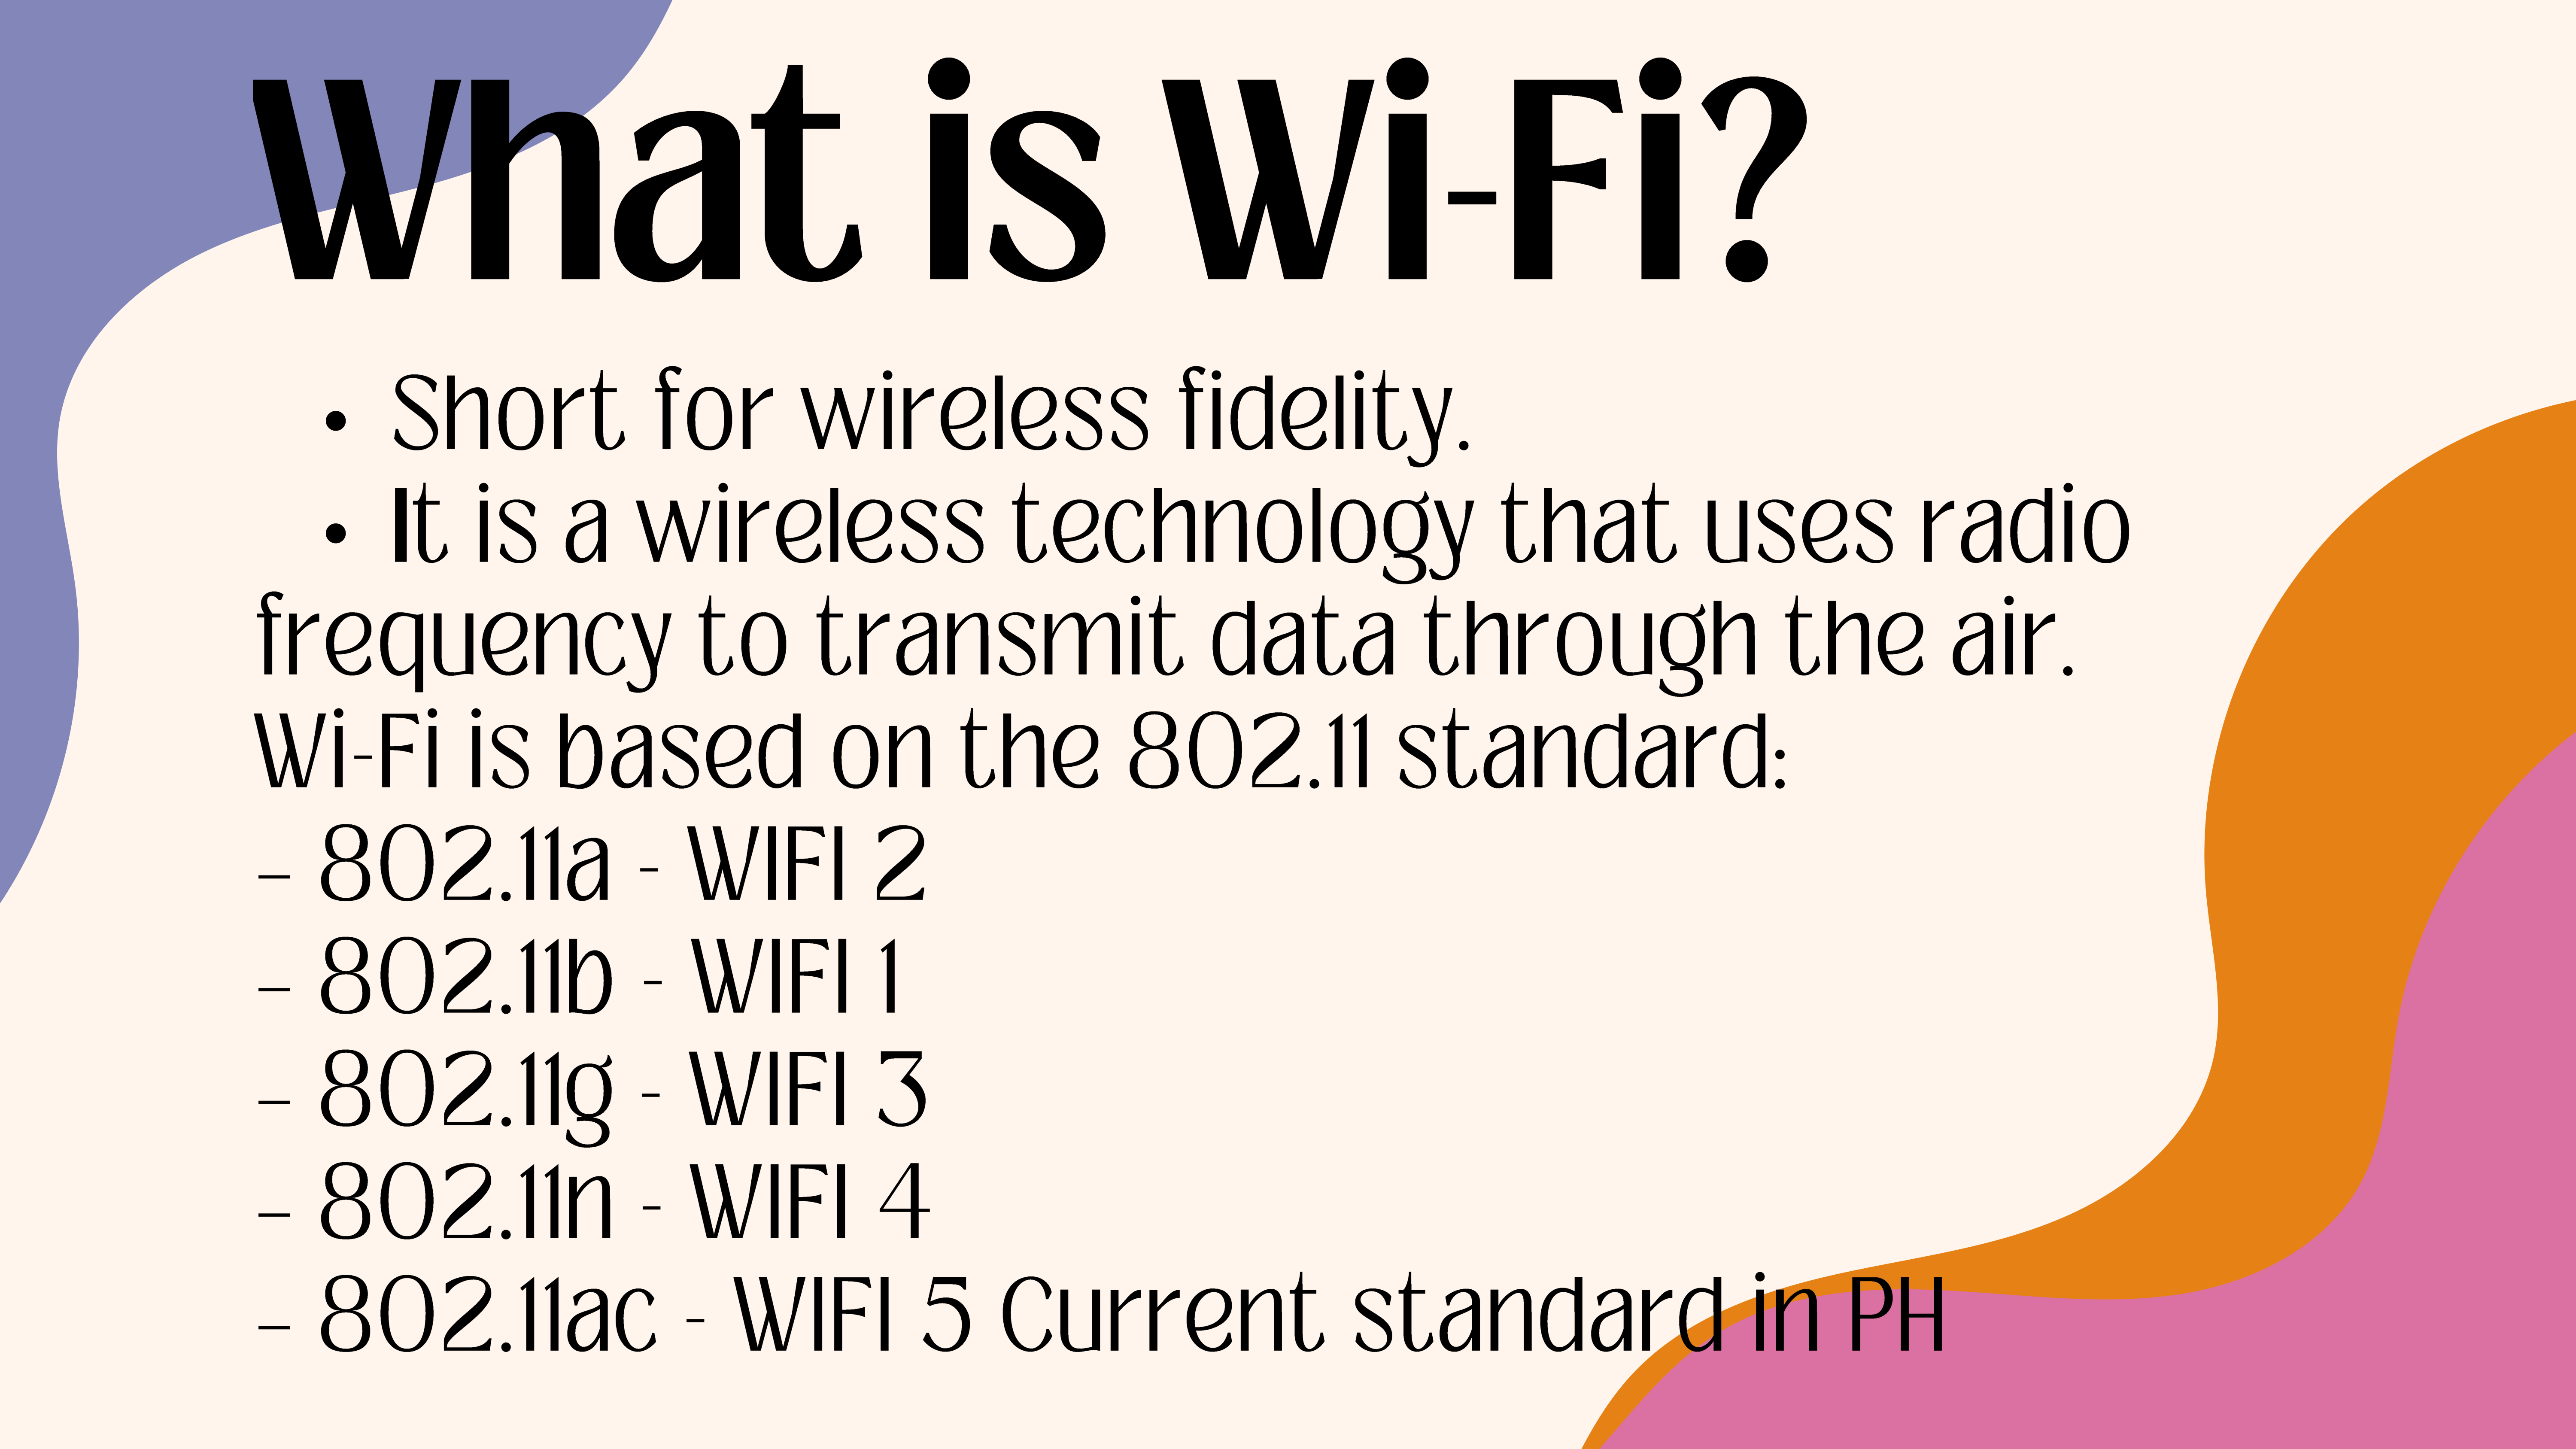 What is Wi-Fi?
• Short for wireless fidelity.
• It is a wireless technology that uses radio
frequency to transmit data through the air.
Wi-Fi is based on the 802.11 standard:
– 802.11a - WIFI 2
– 802.11b - WIFI 1
– 802.11g - WIFI 3
– 802.11n - WIFI 4
– 802.11ac - WIFI 5 Current standard in PH